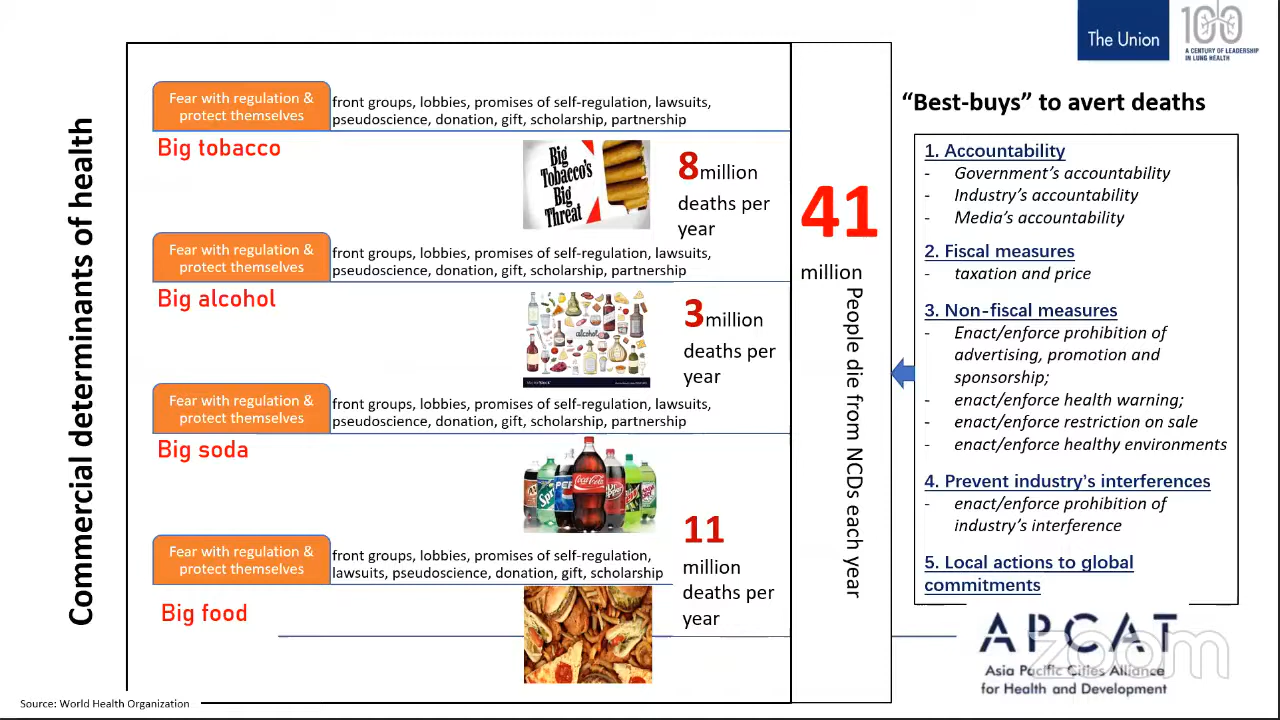 The Union
100
A CENTURY OF LEADERSHIP
IN LUNG HEALTH
Commercial determinants of health
Fear with regulation &
protect themselves
front groups, lobbies, promises of self-regulation, lawsuits,
pseudoscience, donation, gift, scholarship, partnership
Big tobacco
Big
Tobacco's
Big
Threat
8 million
deaths per
year
Fear with regulation &
protect themselves
front groups, lobbies, promises of self-regulation, lawsuits,
pseudoscience, donation, gift, scholarship, partnership
Big alcohol
alcohol
3 million
deaths per
year
Fear with regulation &
protect themselves
front groups, lobbies, promises of self-regulation, lawsuits,
pseudoscience, donation, gift, scholarship, partnership
Big soda
Coca-Cola
11
million
deaths per
year
Fear with regulation &
protect themselves
front groups, lobbies, promises of self-regulation,
lawsuits, pseudoscience, donation, gift, scholarship
Big food
41
million
People die from NCDs each year
“Best-buys” to avert deaths
1. Accountability
- Government’s accountability
- Industry’s accountability
- Media’s accountability
2. Fiscal measures
- taxation and price
3. Non-fiscal measures
- Enact/enforce prohibition of
advertising, promotion and
sponsorship;
- enact/enforce health warning;
- enact/enforce restriction on sale
- enact/enforce healthy environments
4. Prevent industry’s interferences
- enact/enforce prohibition of
industry’s interference
5. Local actions to global
commitments
APCAT
Asia Pacific Cities Alliance
for Health and Development
zoom
Source: World Health Organization